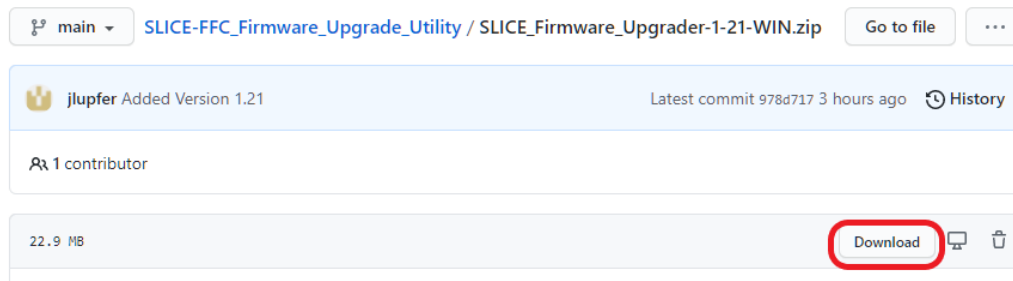 main SLICE-FFC_Firmware_Upgrade_Utility / SLICE_Firmware_Upgrader-1-21-WIN.zip Go to file ...
jlupfer Added Version 1.21 Latest commit 978d717 3 hours ago History
1 contributor
22.9 MB Download